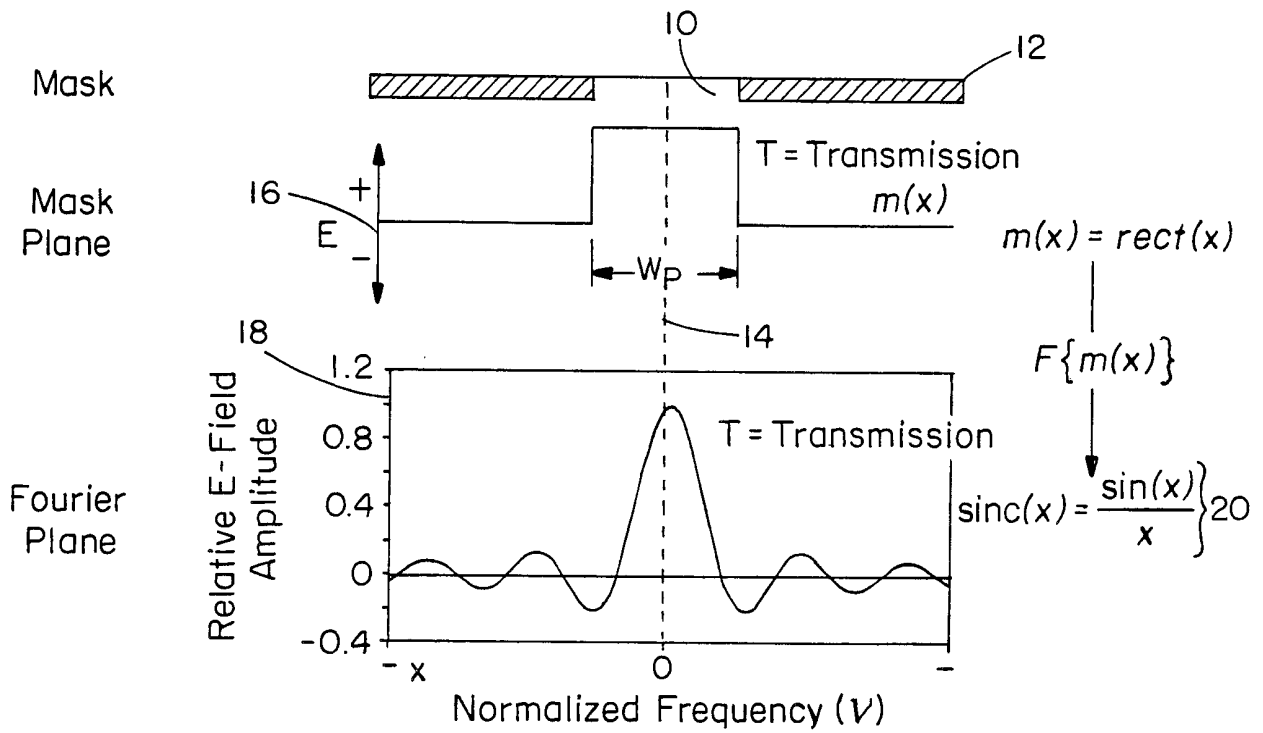 10
12
Mask
T = Transmission
m(x)
16
+
E
-
Mask
Plane
Wp
m(x) = rect(x)
14
18
F{m(x)}
1.2
0.8
0.4
0
-0.4
T = Transmission
Relative E-Field
Amplitude
Fourier
Plane
sinc(x) = sin(x)/x } 20
- x
0
-
Normalized Frequency (ν)